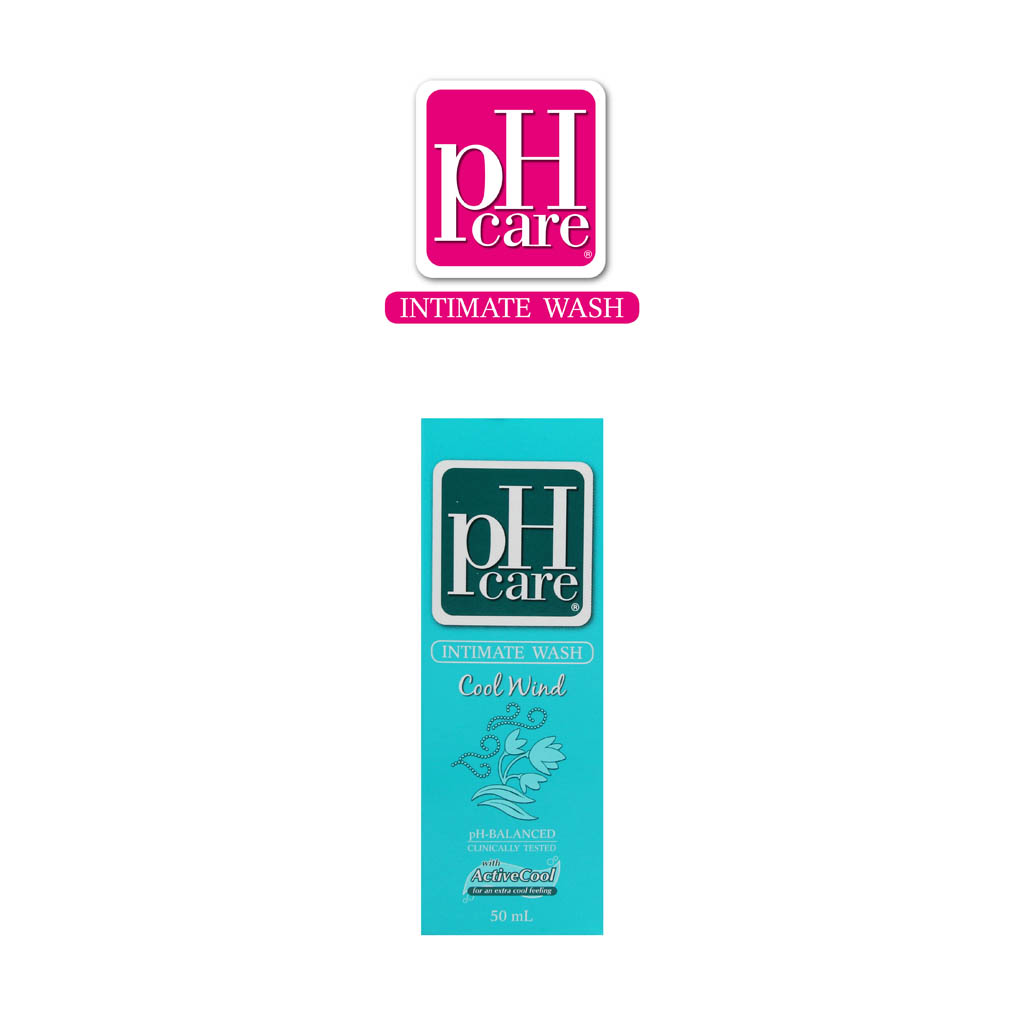 pH
care
®
INTIMATE WASH
pH
care
®
INTIMATE WASH
Cool Wind
pH-BALANCED
CLINICALLY TESTED
with
ActiveCool
for an extra cool feeling
50 mL